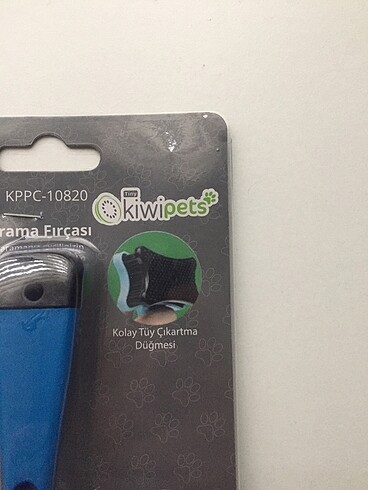 KPPC-10820
Tiny
kiwipets
rama Fırçası
Kolay Tüy Çıkartma
Düğmesi